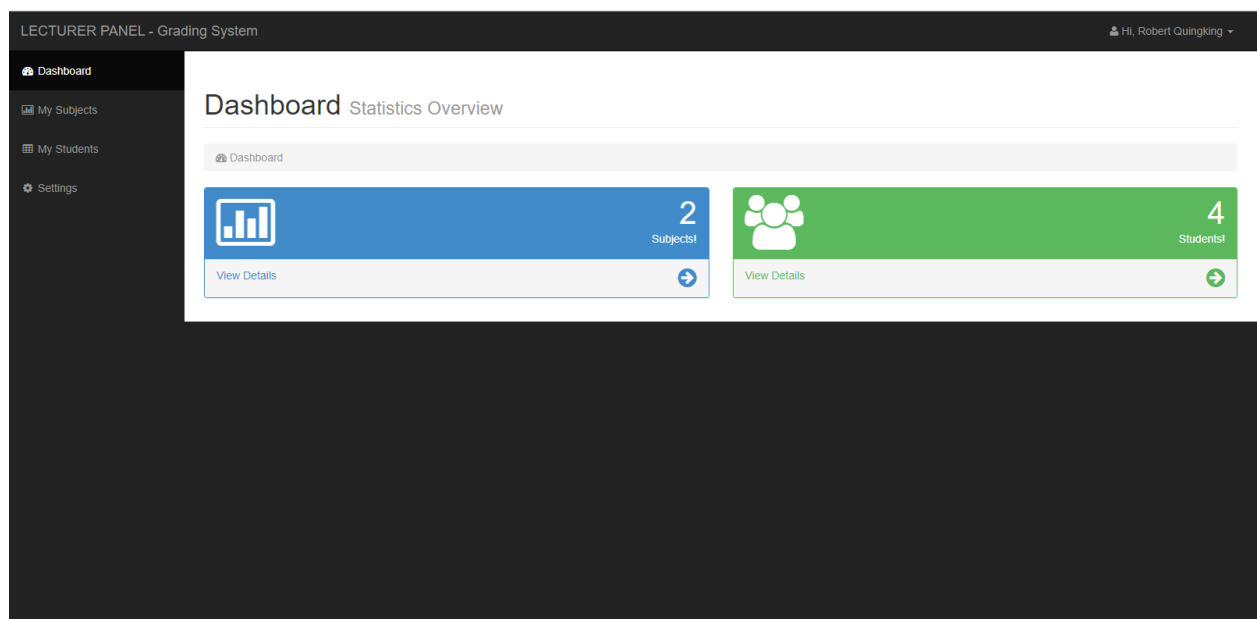 LECTURER PANEL - Grading System
Hi, Robert Quingking
Dashboard
My Subjects
My Students
Settings
Dashboard Statistics Overview
Dashboard
2
Subjects!
View Details
4
Students!
View Details